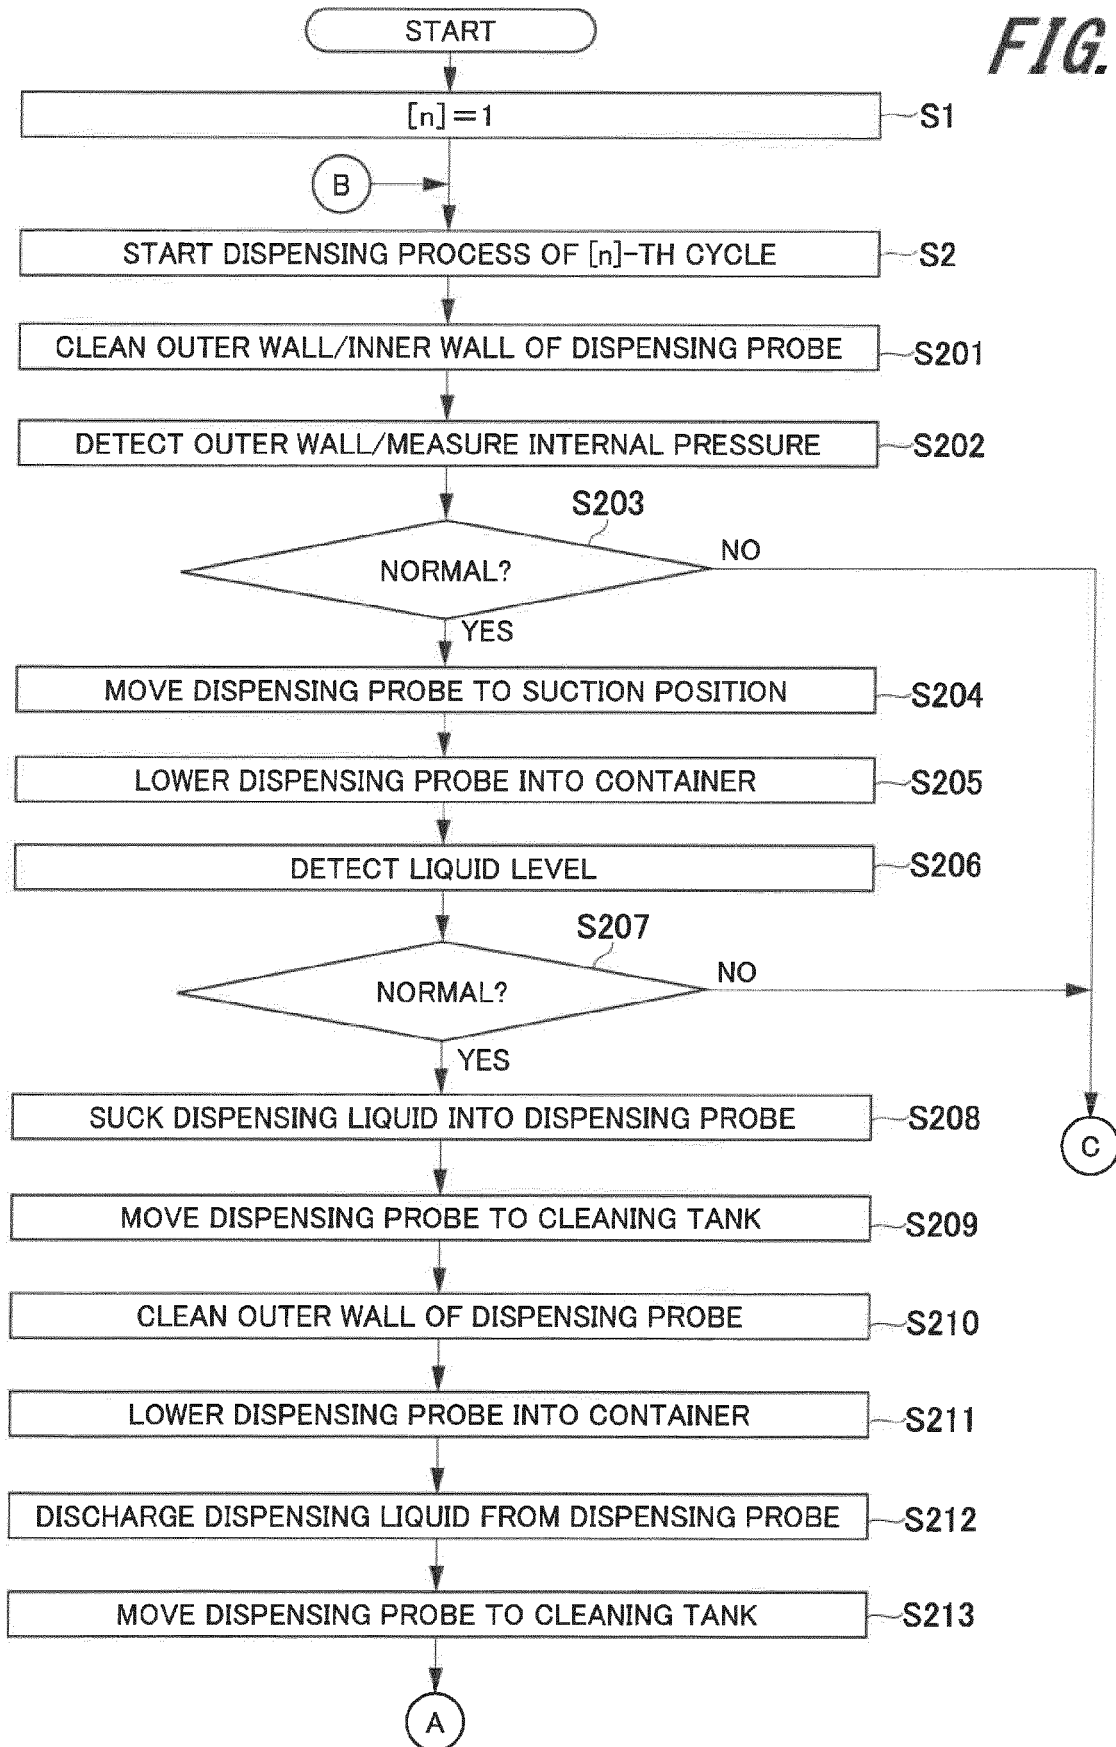 START
FIG.
[n]=1
S1
B
START DISPENSING PROCESS OF [n]-TH CYCLE
S2
CLEAN OUTER WALL/INNER WALL OF DISPENSING PROBE
S201
DETECT OUTER WALL/MEASURE INTERNAL PRESSURE
S202
S203
NORMAL?
NO
YES
MOVE DISPENSING PROBE TO SUCTION POSITION
S204
LOWER DISPENSING PROBE INTO CONTAINER
S205
DETECT LIQUID LEVEL
S206
S207
NORMAL?
NO
YES
SUCK DISPENSING LIQUID INTO DISPENSING PROBE
S208
C
MOVE DISPENSING PROBE TO CLEANING TANK
S209
CLEAN OUTER WALL OF DISPENSING PROBE
S210
LOWER DISPENSING PROBE INTO CONTAINER
S211
DISCHARGE DISPENSING LIQUID FROM DISPENSING PROBE
S212
MOVE DISPENSING PROBE TO CLEANING TANK
S213
A